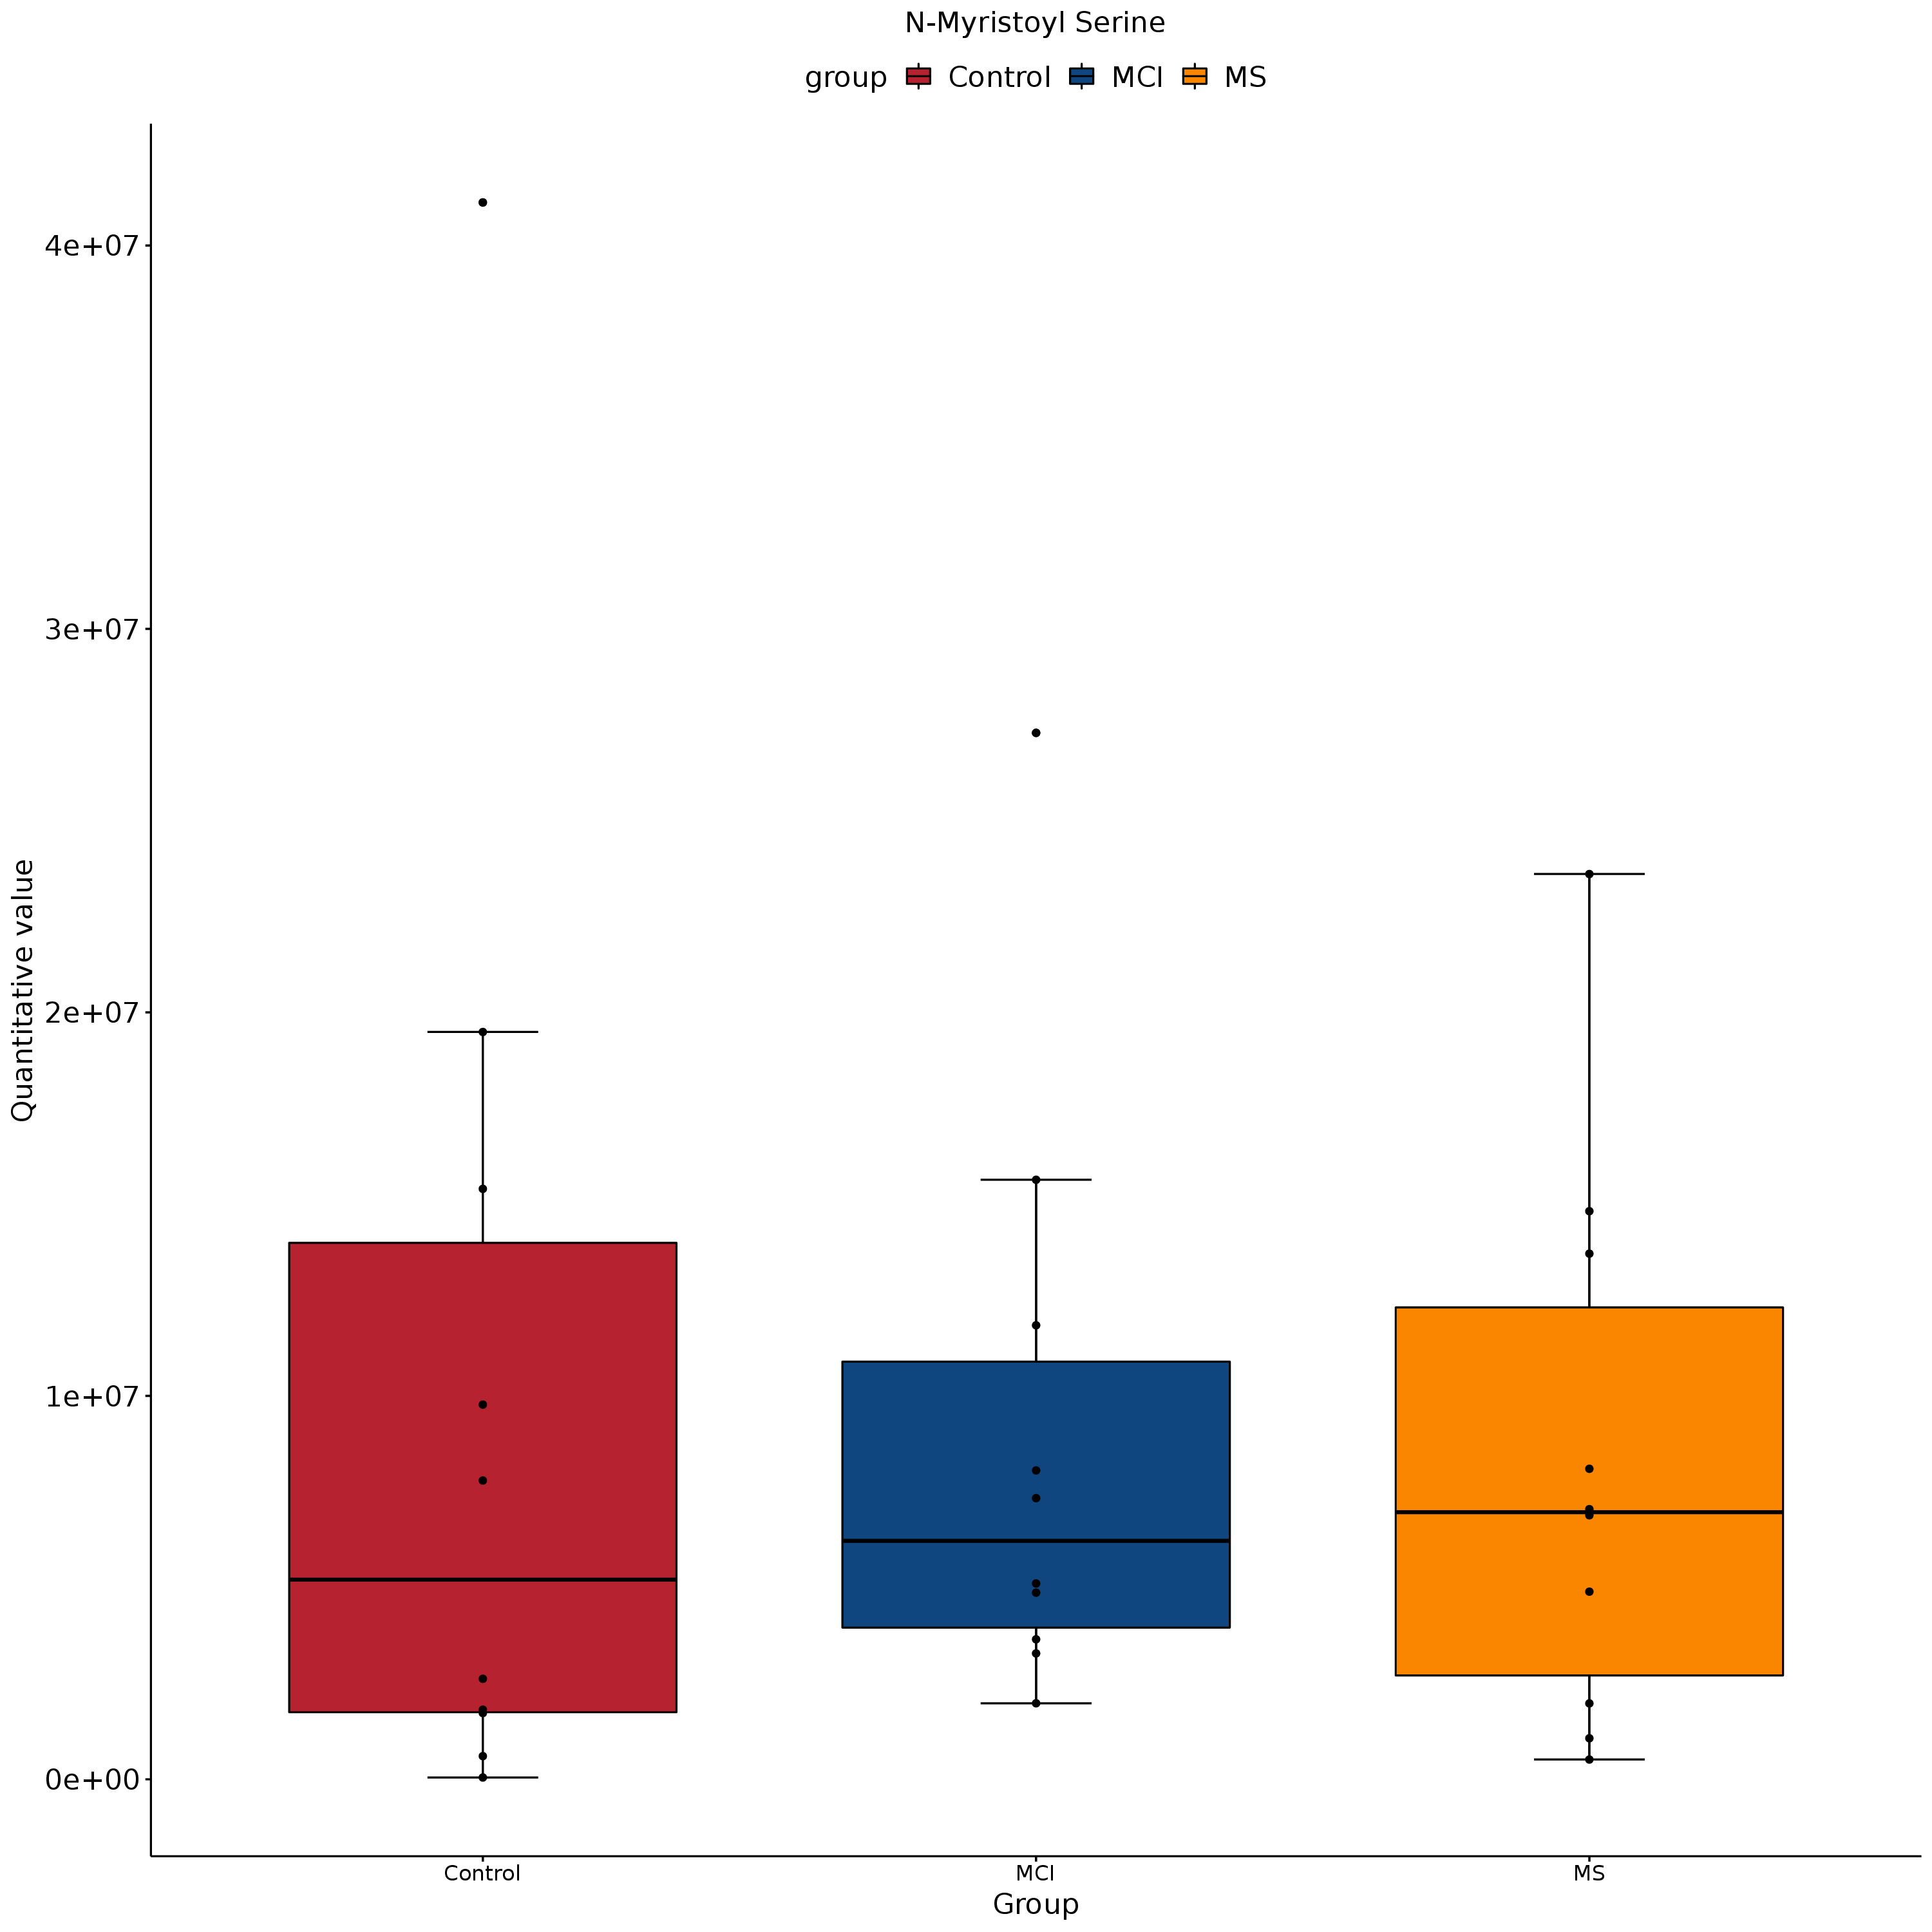 N-Myristoyl Serine
group Control MCI MS
Quantitative value
4e+07
3e+07
2e+07
1e+07
0e+00
Control MCI MS
Group